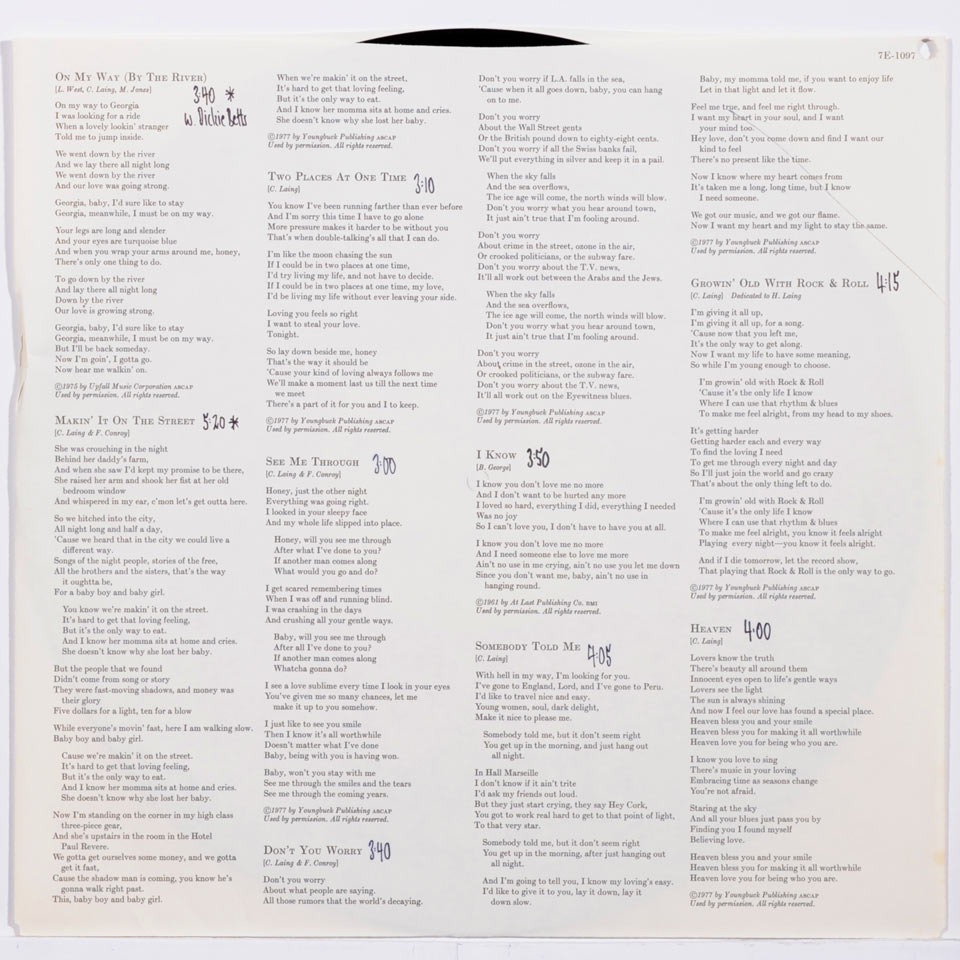 7E-1097
On My Way (By The River)
[L. West, C. Laing, M. Jones]
3:40 *
w. Dickie Betts
On my way to Georgia
I was looking for a ride
When a lovely lookin' stranger
Told me to jump inside.
We went down by the river
And we lay there all night long
We went down by the river
And our love was going strong.
Georgia, baby, I'd sure like to stay
Georgia, meanwhile, I must be on my way.
Your legs are long and slender
And your eyes are turquoise blue
And when you wrap your arms around me, honey,
There's only one thing to do.
To go down by the river
And lay there all night long
Down by the river
Our love is growing strong.
Georgia, baby, I'd sure like to stay
Georgia, meanwhile, I must be on my way.
But I'll be back someday.
Now I'm goin', I gotta go.
Now hear me walkin' on.
©1975 by Upfall Music Corporation ASCAP
Used by permission. All rights reserved.
Makin' It On The Street 5:20 *
[C. Laing & F. Conroy]
She was crouching in the night
Behind her daddy's farm,
And when she saw I'd kept my promise to be there,
She raised her arm and shook her fist at her old
bedroom window
And whispered in my ear, c'mon let's get outta here.
So we hitched into the city,
All night long and half a day,
'Cause we heard that in the city we could live a
different way.
Songs of the night people, stories of the free,
All the brothers and the sisters, that's the way
it oughtta be,
For a baby boy and baby girl.
You know we're makin' it on the street.
It's hard to get that loving feeling,
But it's the only way to eat.
And I know her momma sits at home and cries.
She doesn't know why she lost her baby.
But the people that we found
Didn't come from song or story
They were fast-moving shadows, and money was
their glory
Five dollars for a light, ten for a blow
While everyone's movin' fast, here I am walking slow.
Baby boy and baby girl.
Cause we're makin' it on the street.
It's hard to get that loving feeling,
But it's the only way to eat.
And I know her momma sits at home and cries.
She doesn't know why she lost her baby.
Now I'm standing on the corner in my high class
three-piece gear,
And she's upstairs in the room in the Hotel
Paul Revere.
We gotta get ourselves some money, and we gotta
get it fast,
Cause the shadow man is coming, you know he's
gonna walk right past.
This, baby boy and baby girl.
When we're makin' it on the street,
It's hard to get that loving feeling,
But it's the only way to eat.
And I know her momma sits at home and cries.
She doesn't know why she lost her baby.
©1977 by Youngbuck Publishing ASCAP
Used by permission. All rights reserved.
Two Places At One Time 3:10
[C. Laing]
You know I've been running farther than ever before
And I'm sorry this time I have to go alone
More pressure makes it harder to be without you
That's when double-talking's all that I can do.
I'm like the moon chasing the sun
If I could be in two places at one time,
I'd try living my life, and not have to decide.
If I could be in two places at one time, my love,
I'd be living my life without ever leaving your side.
Loving you feels so right
I want to steal your love.
Tonight.
So lay down beside me, honey
That's the way it should be
'Cause your kind of loving always follows me
We'll make a moment last us till the next time
we meet
There's a part of it for you and I to keep.
©1977 by Youngbuck Publishing ASCAP
Used by permission. All rights reserved.
See Me Through 3:00
[C. Laing & F. Conroy]
Honey, just the other night
Everything was going right.
I looked in your sleepy face
And my whole life slipped into place.
Honey, will you see me through
After what I've done to you?
If another man comes along
What would you go and do?
I get scared remembering times
When I was off and running blind.
I was crashing in the days
And crushing all your gentle ways.
Baby, will you see me through
After all I've done to you?
If another man comes along
Whatcha gonna do?
I see a love sublime every time I look in your eyes
You've given me so many chances, let me
make it up to you somehow.
I just like to see you smile
Then I know it's all worthwhile
Doesn't matter what I've done
Baby, being with you is having won.
Baby, won't you stay with me
See me through the smiles and the tears
See me through the coming years.
©1977 by Youngbuck Publishing ASCAP
Used by permission. All rights reserved.
Don't You Worry 3:40
[C. Laing & F. Conroy]
Don't you worry
About what people are saying.
All those rumors that the world's decaying.
Don't you worry if L.A. falls in the sea,
'Cause when it all goes down, baby, you can hang
on to me.
Don't you worry
About the Wall Street gents
Or the British pound down to eighty-eight cents.
Don't you worry if all the Swiss banks fail,
We'll put everything in silver and keep it in a pail.
When the sky falls
And the sea overflows,
The ice age will come, the north winds will blow.
Don't you worry what you hear around town,
It just ain't true that I'm fooling around.
Don't you worry
About crime in the street, ozone in the air,
Or crooked politicians, or the subway fare.
Don't you worry about the T.V. news,
It'll all work out between the Arabs and the Jews.
When the sky falls
And the sea overflows,
The ice age will come, the north winds will blow.
Don't you worry what you hear around town,
It just ain't true that I'm fooling around.
Don't you worry
About crime in the street, ozone in the air,
Or crooked politicians, or the subway fare.
Don't you worry about the T.V. news,
It'll all work out on the Eyewitness blues.
©1977 by Youngbuck Publishing ASCAP
Used by permission. All rights reserved.
I Know 3:50
[B. George]
I know you don't love me no more
And I don't want to be hurted any more
I loved so hard, everything I did, everything I needed
Was no joy
So I can't love you, I don't have to have you at all.
I know you don't love me no more
And I need someone else to love me more
Ain't no use in me crying, ain't no use you let me down
Since you don't want me, baby, ain't no use in
hanging round.
©1961 by At Last Publishing Co. BMI
Used by permission. All rights reserved.
Somebody Told Me 4:05
[C. Laing]
With hell in my way, I'm looking for you.
I've gone to England, Lord, and I've gone to Peru.
I'd like to travel nice and easy.
Young women, soul, dark delight,
Make it nice to please me.
Somebody told me, but it don't seem right
You get up in the morning, and just hang out
all night.
In Hall Marseille
I don't know if it ain't trite
I'd ask my friends out loud.
But they just start crying, they say Hey Cork,
You got to work real hard to get to that point of light,
To that very star.
Somebody told me, but it don't seem right
You get up in the morning, after just hanging out
all night.
And I'm going to tell you, I know my loving's easy.
I'd like to give it to you, lay it down, lay it
down slow.
Baby, my momma told me, if you want to enjoy life
Let in that light and let it flow.
Feel me true, and feel me right through.
I want my heart in your soul, and I want
your mind too.
Hey love, don't you come down and find I want our
kind to feel
There's no present like the time.
Now I know where my heart comes from
It's taken me a long, long time, but I know
I need someone.
We got our music, and we got our flame.
Now I want my heart and my light to stay the same.
©1977 by Youngbuck Publishing ASCAP
Used by permission. All rights reserved.
Growin' Old With Rock & Roll 4:15
[C. Laing] Dedicated to H. Laing
I'm giving it all up,
I'm giving it all up, for a song.
'Cause now that you left me,
It's the only way to get along.
Now I want my life to have some meaning,
So while I'm young enough to choose.
I'm growin' old with Rock & Roll
'Cause it's the only life I know
Where I can use that rhythm & blues
To make me feel alright, from my head to my shoes.
It's getting harder
Getting harder each and every way
To find the loving I need
To get me through every night and day
So I'll just join the world and go crazy
That's about the only thing left to do.
I'm growin' old with Rock & Roll
'Cause it's the only life I know
Where I can use that rhythm & blues
To make me feel alright, you know it feels alright
Playing every night—you know it feels alright.
And if I die tomorrow, let the record show,
That playing that Rock & Roll is the only way to go.
©1977 by Youngbuck Publishing ASCAP
Used by permission. All rights reserved.
Heaven 4:00
[C. Laing]
Lovers know the truth
There's beauty all around them
Innocent eyes open to life's gentle ways
Lovers see the light
The sun is always shining
And now I feel our love has found a special place.
Heaven bless you and your smile
Heaven bless you for making it all worthwhile
Heaven love you for being who you are.
I know you love to sing
There's music in your loving
Embracing time as seasons change
You're not afraid.
Staring at the sky
And all your blues just pass you by
Finding you I found myself
Believing love.
Heaven bless you and your smile
Heaven bless you for making it all worthwhile
Heaven love you for being who you are.
©1977 by Youngbuck Publishing ASCAP
Used by permission. All rights reserved.